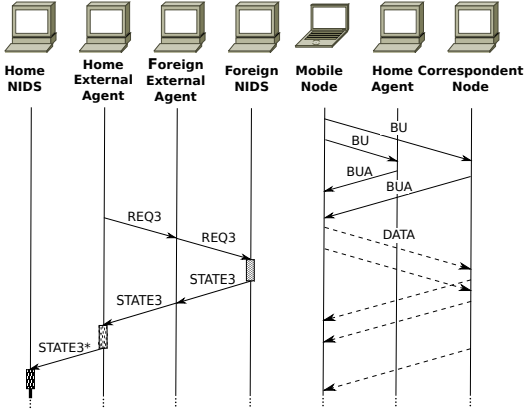 Home
NIDS
Home
External
Agent
Foreign
External
Agent
Foreign
NIDS
Mobile
Node
Home
Agent
Correspondent
Node
BU
BU
BUA
BUA
REQ3
REQ3
DATA
STATE3
STATE3
STATE3*